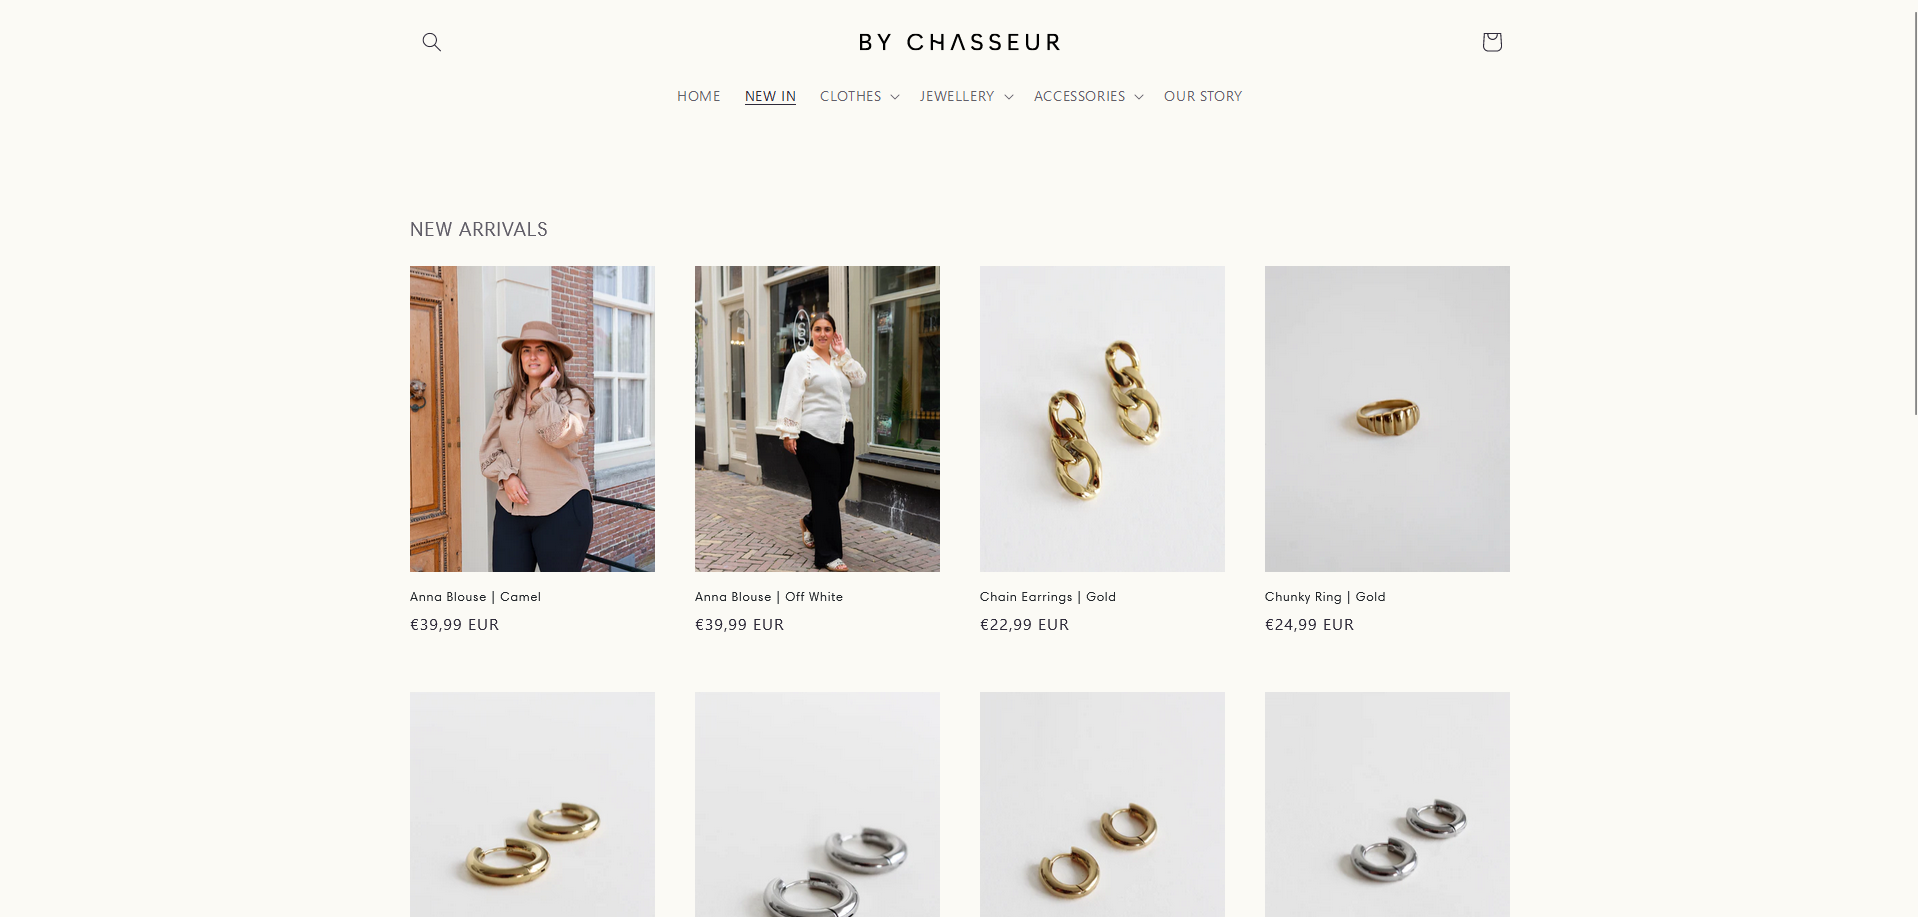 BY CHASSEUR
HOME NEW IN CLOTHES JEWELLERY ACCESSORIES OUR STORY
NEW ARRIVALS
Anna Blouse | Camel
€39,99 EUR
Anna Blouse | Off White
€39,99 EUR
Chain Earrings | Gold
€22,99 EUR
Chunky Ring | Gold
€24,99 EUR